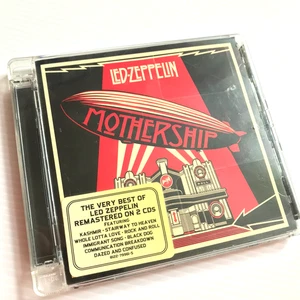 LED-ZEPPELIN
MOTHERSHIP
THE VERY BEST OF
LED ZEPPELIN
REMASTERED ON 2 CDS
FEATURING
KASHMIR • STAIRWAY TO HEAVEN
WHOLE LOTTA LOVE • ROCK AND ROLL
IMMIGRANT SONG • BLACK DOG
COMMUNICATION BREAKDOWN
DAZED AND CONFUSED